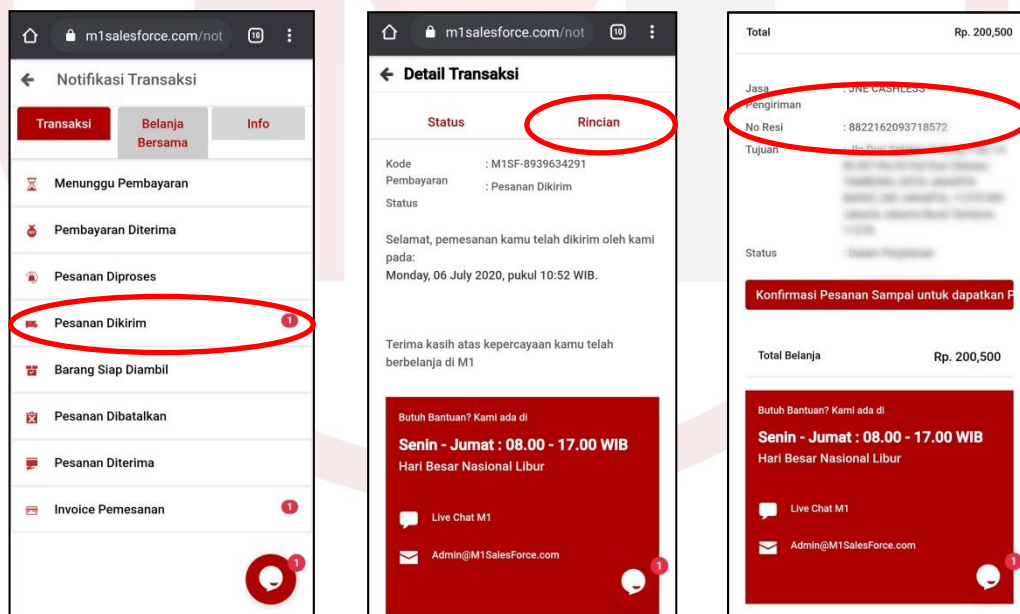 m1salesforce.com/not
10
Notifikasi Transaksi
Transaksi
Belanja
Bersama
Info
Menunggu Pembayaran
Pembayaran Diterima
Pesanan Diproses
Pesanan Dikirim
1
Barang Siap Diambil
Pesanan Dibatalkan
Pesanan Diterima
Invoice Pemesanan
1
1
m1salesforce.com/not
10
Detail Transaksi
Status
Rincian
Kode : M1SF-8939634291
Pembayaran : Pesanan Dikirim
Status
Selamat, pemesanan kamu telah dikirim oleh kami
pada:
Monday, 06 July 2020, pukul 10:52 WIB.
Terima kasih atas kepercayaan kamu telah
berbelanja di M1
Butuh Bantuan? Kami ada di
Senin - Jumat : 08.00 - 17.00 WIB
Hari Besar Nasional Libur
Live Chat M1
Admin@M1SalesForce.com
1
Total Rp. 200,500
Jasa : JNE CASHLESS
Pengiriman
No Resi : 8822162093718572
Tujuan
Status : Dalam Perjalanan
Konfirmasi Pesanan Sampai untuk dapatkan P
Total Belanja Rp. 200,500
Butuh Bantuan? Kami ada di
Senin - Jumat : 08.00 - 17.00 WIB
Hari Besar Nasional Libur
Live Chat M1
Admin@M1SalesForce.com
1